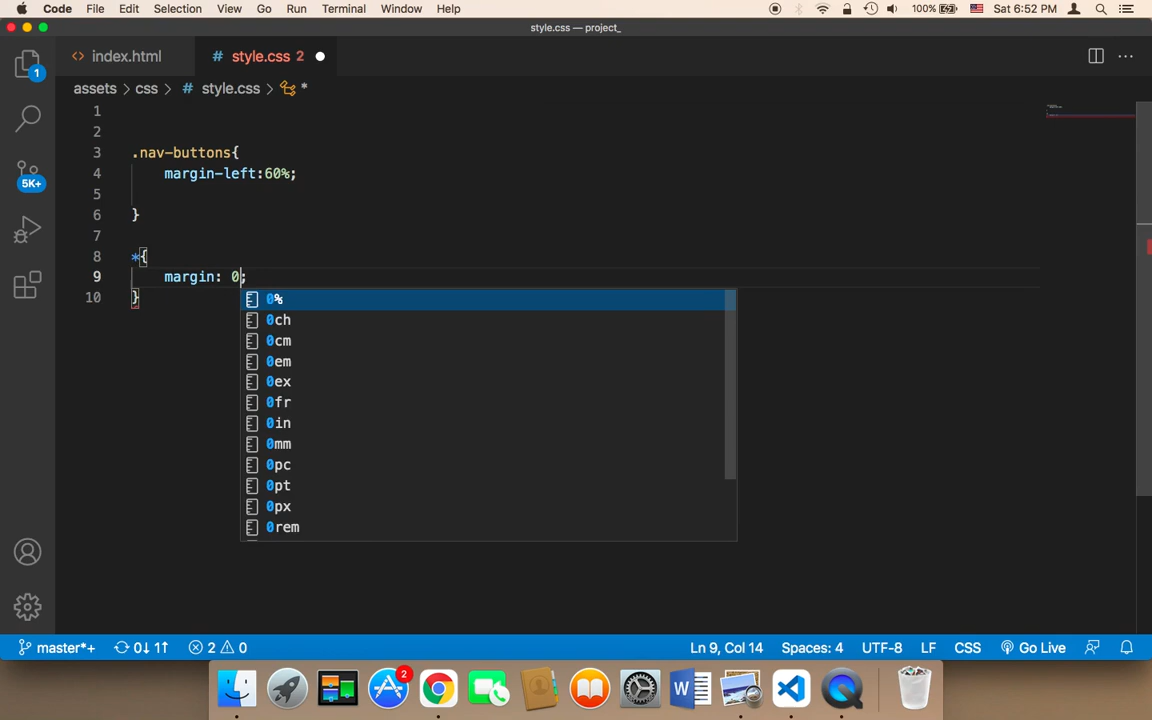 Code File Edit Selection View Go Run Terminal Window Help 100% Sat 6:52 PM
style.css — project_
<> index.html # style.css 2
1
assets > css > # style.css > *
1
2
3 .nav-buttons{
4 margin-left:60%;
5K+
5
6 }
7
8 *{
9 margin: 0;
10 }
0%
0ch
0cm
0em
0ex
0fr
0in
0mm
0pc
0pt
0px
0rem
master*+ 0↓ 1↑ 2 0 Ln 9, Col 14 Spaces: 4 UTF-8 LF CSS Go Live
2
W